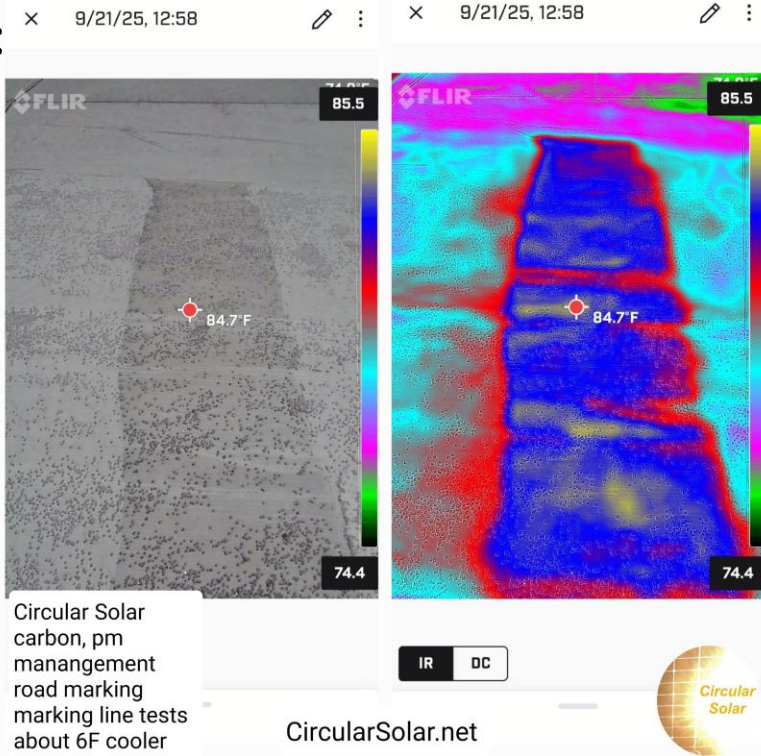 9/21/25, 12:58
FLIR
85.5
84.7°F
74.4
Circular Solar
carbon, pm
manangement
road marking
marking line tests
about 6F cooler
9/21/25, 12:58
FLIR
85.5
84.7°F
74.4
IR DC
CircularSolar.net
Circular
Solar